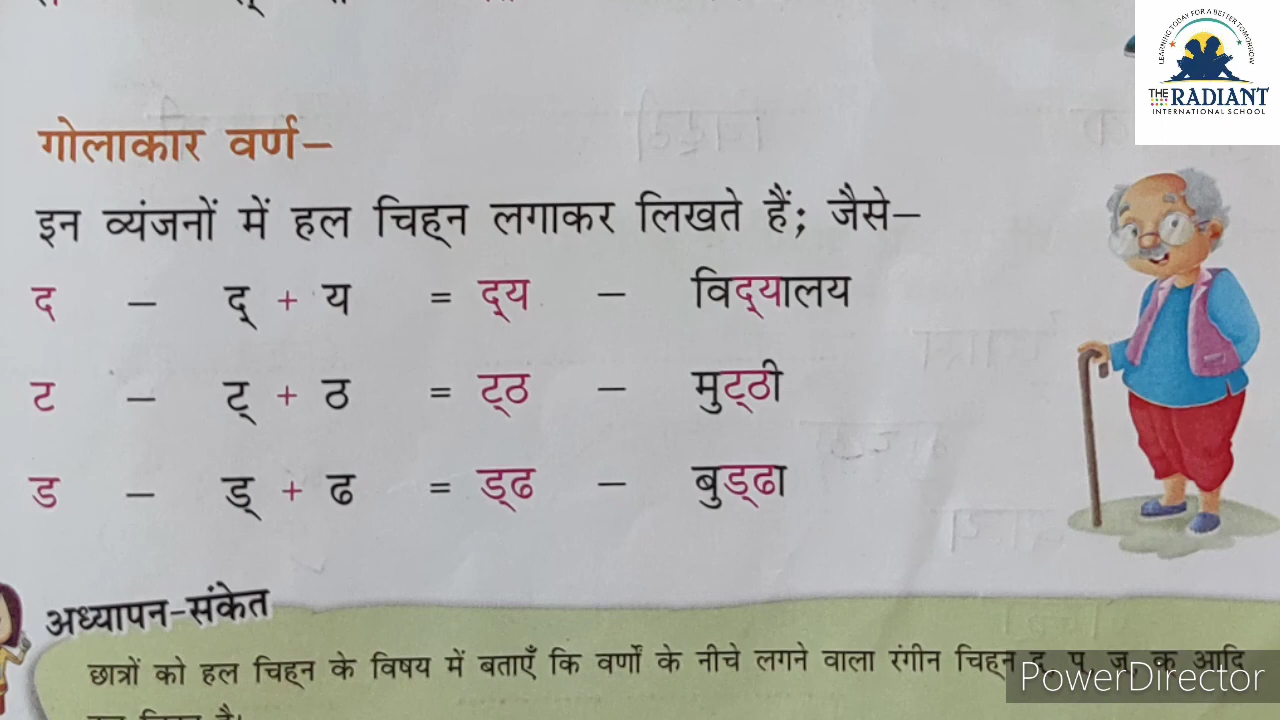 LEARNING TODAY FOR A BETTER TOMORROW
THE RADIANT
INTERNATIONAL SCHOOL
गोलाकार वर्ण–
इन व्यंजनों में हल चिह्‌न लगाकर लिखते हैं; जैसे–
द – द् + य = द्‌य – विद्‌यालय
ट – ट् + ठ = ट्‌ठ – मुट्‌ठी
ड – ड् + ढ = ड्‌ढ – बुड्‌ढा
अध्यापन-संकेत
छात्रों को हल चिह्‌न के विषय में बताएँ कि वर्णों के नीचे लगने वाला रंगीन चिह्‌न द्, प्, ज्, क् आदि
PowerDirector